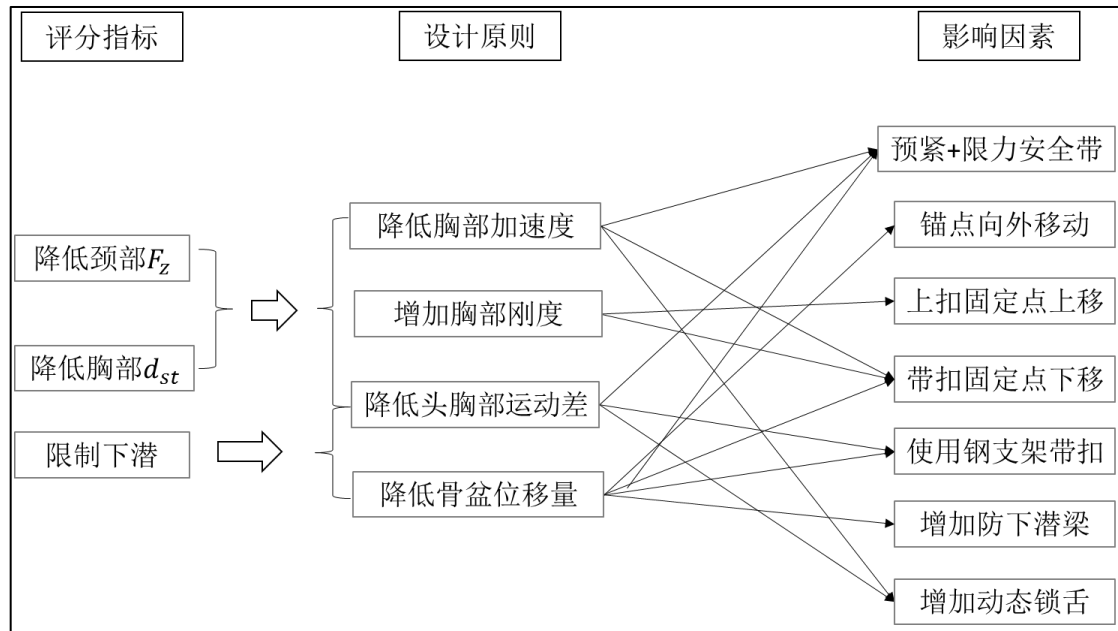 评分指标
设计原则
影响因素
降低颈部F_z
降低胸部d_st
限制下潜
降低胸部加速度
增加胸部刚度
降低头胸部运动差
降低骨盆位移量
预紧+限力安全带
锚点向外移动
上扣固定点上移
带扣固定点下移
使用钢支架带扣
增加防下潜梁
增加动态锁舌